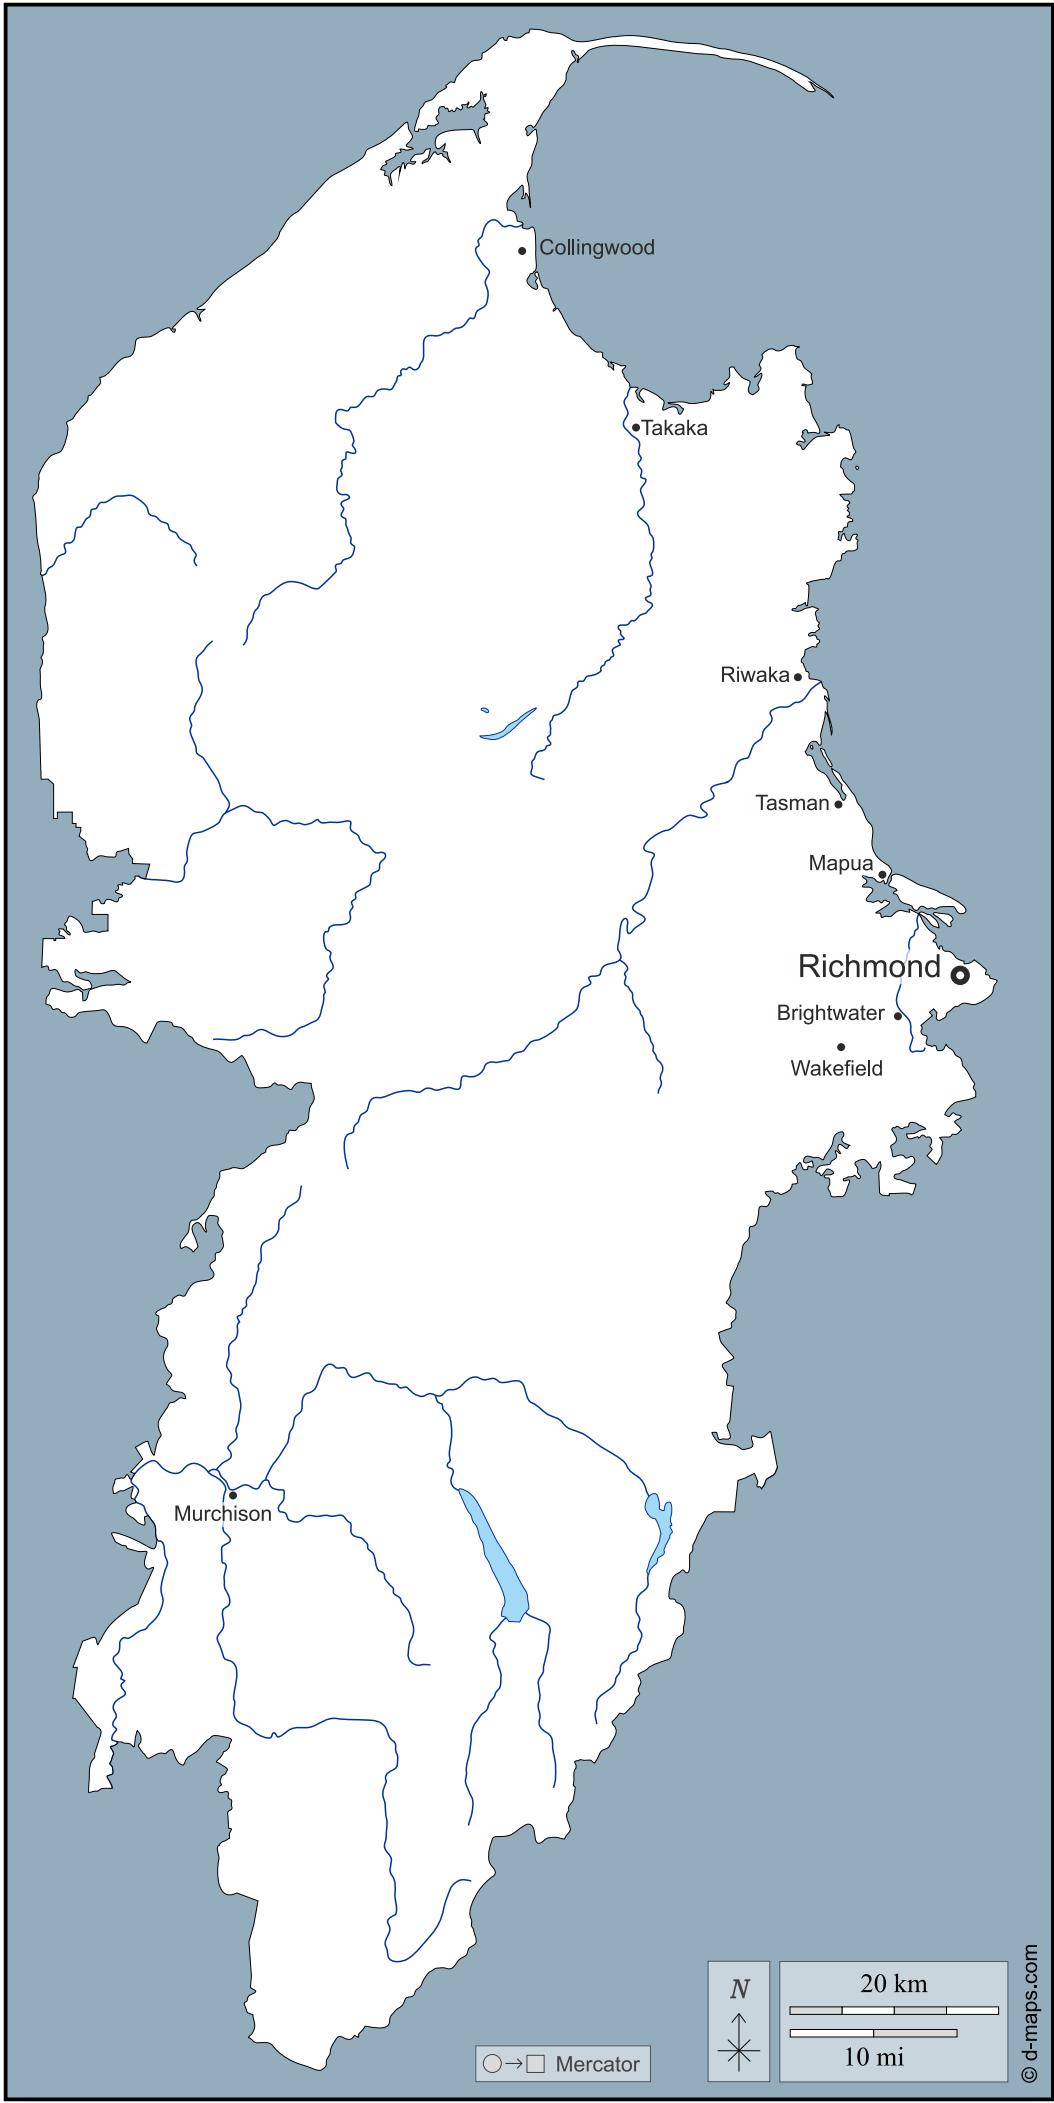 Collingwood
Takaka
Riwaka
Tasman
Mapua
Richmond
Brightwater
Wakefield
Murchison
N
20 km
10 mi
Mercator
© d-maps.com